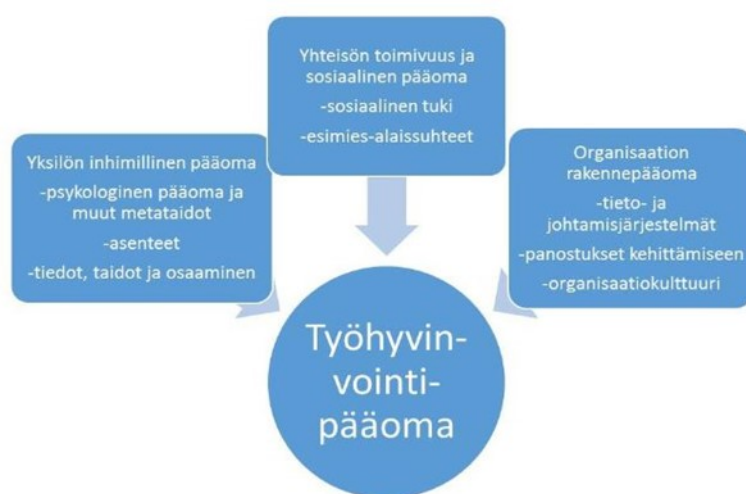 Yhteisön toimivuus ja
sosiaalinen pääoma
-sosiaalinen tuki
-esimies-alaissuhteet
Yksilön inhimillinen pääoma
-psykologinen pääoma ja
muut metataidot
-asenteet
-tiedot, taidot ja osaaminen
Organisaation
rakennepääoma
-tieto- ja
johtamisjärjestelmät
-panostukset kehittämiseen
-organisaatiokulttuuri
Työhyvin-
vointi-
pääoma